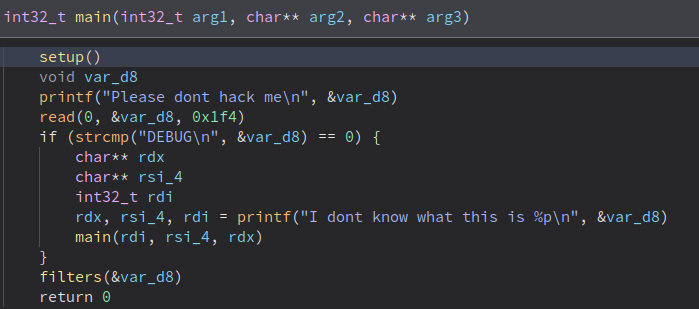 int32_t main(int32_t arg1, char** arg2, char** arg3)
setup()
void var_d8
printf("Please dont hack me\n", &var_d8)
read(0, &var_d8, 0x1f4)
if (strcmp("DEBUG\n", &var_d8) == 0) {
char** rdx
char** rsi_4
int32_t rdi
rdx, rsi_4, rdi = printf("I dont know what this is %p\n", &var_d8)
main(rdi, rsi_4, rdx)
}
filters(&var_d8)
return 0